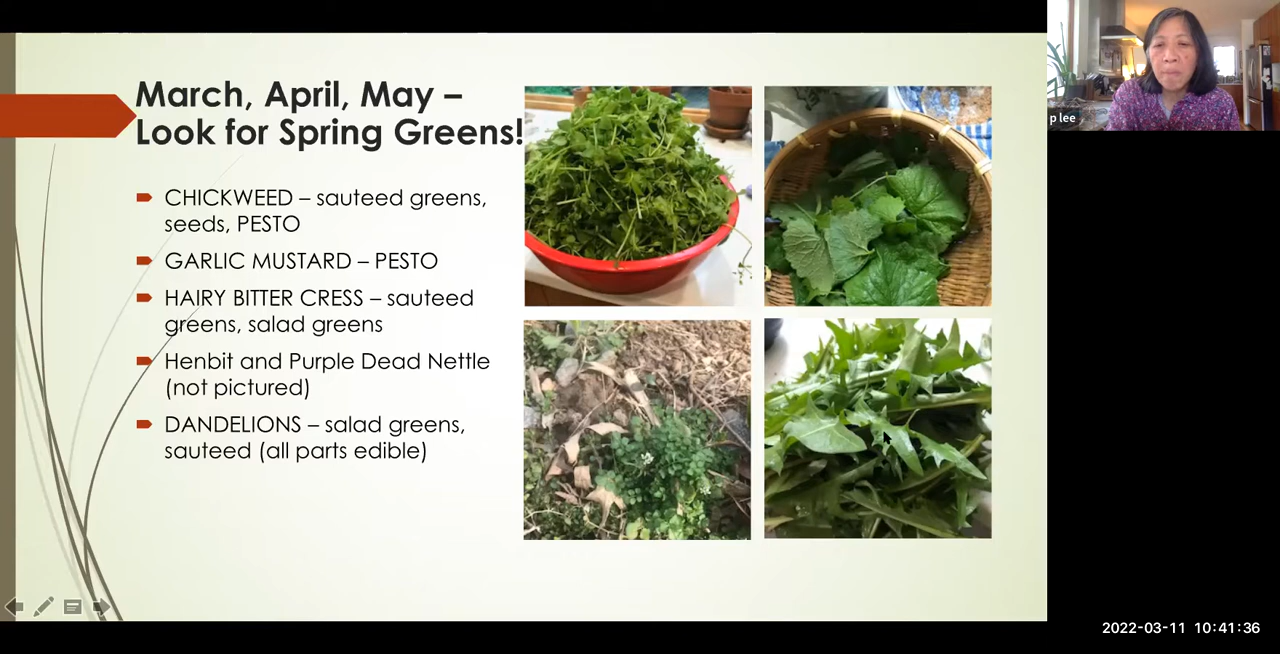 March, April, May –
Look for Spring Greens!
CHICKWEED – sauteed greens,
seeds, PESTO
GARLIC MUSTARD – PESTO
HAIRY BITTER CRESS – sauteed
greens, salad greens
Henbit and Purple Dead Nettle
(not pictured)
DANDELIONS – salad greens,
sauteed (all parts edible)
p lee
2022-03-11 10:41:36